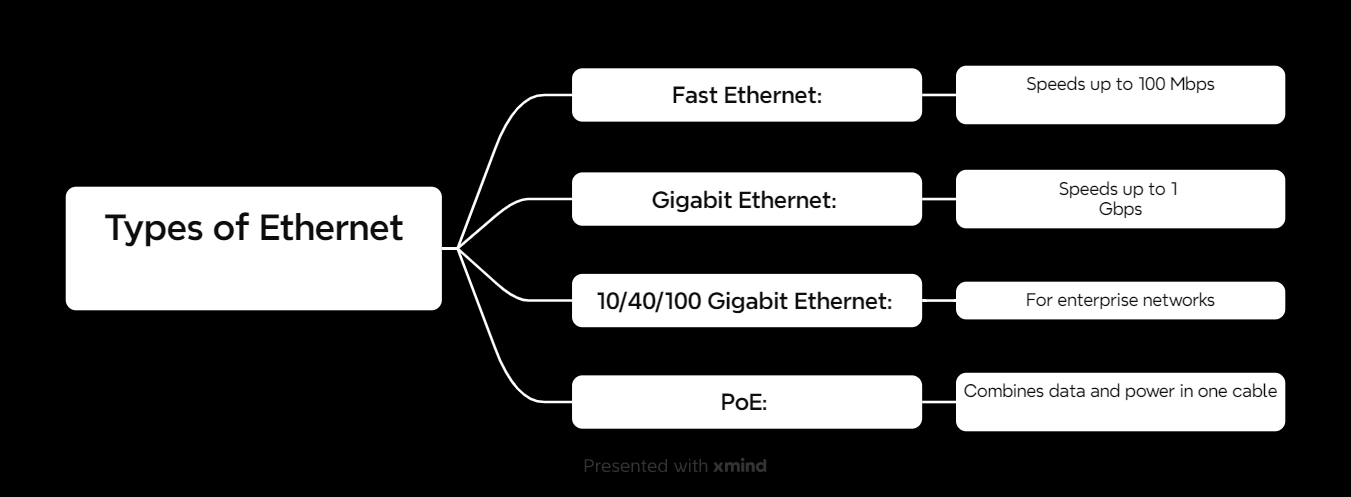 Types of Ethernet
Fast Ethernet:
Speeds up to 100 Mbps
Gigabit Ethernet:
Speeds up to 1
Gbps
10/40/100 Gigabit Ethernet:
For enterprise networks
PoE:
Combines data and power in one cable
Presented with xmind